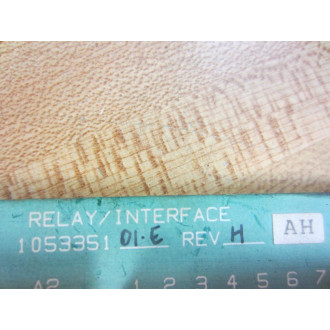 RELAY/INTERFACE
1053351 01-E REV H AH
A2 1 2 3 4 5 6 7